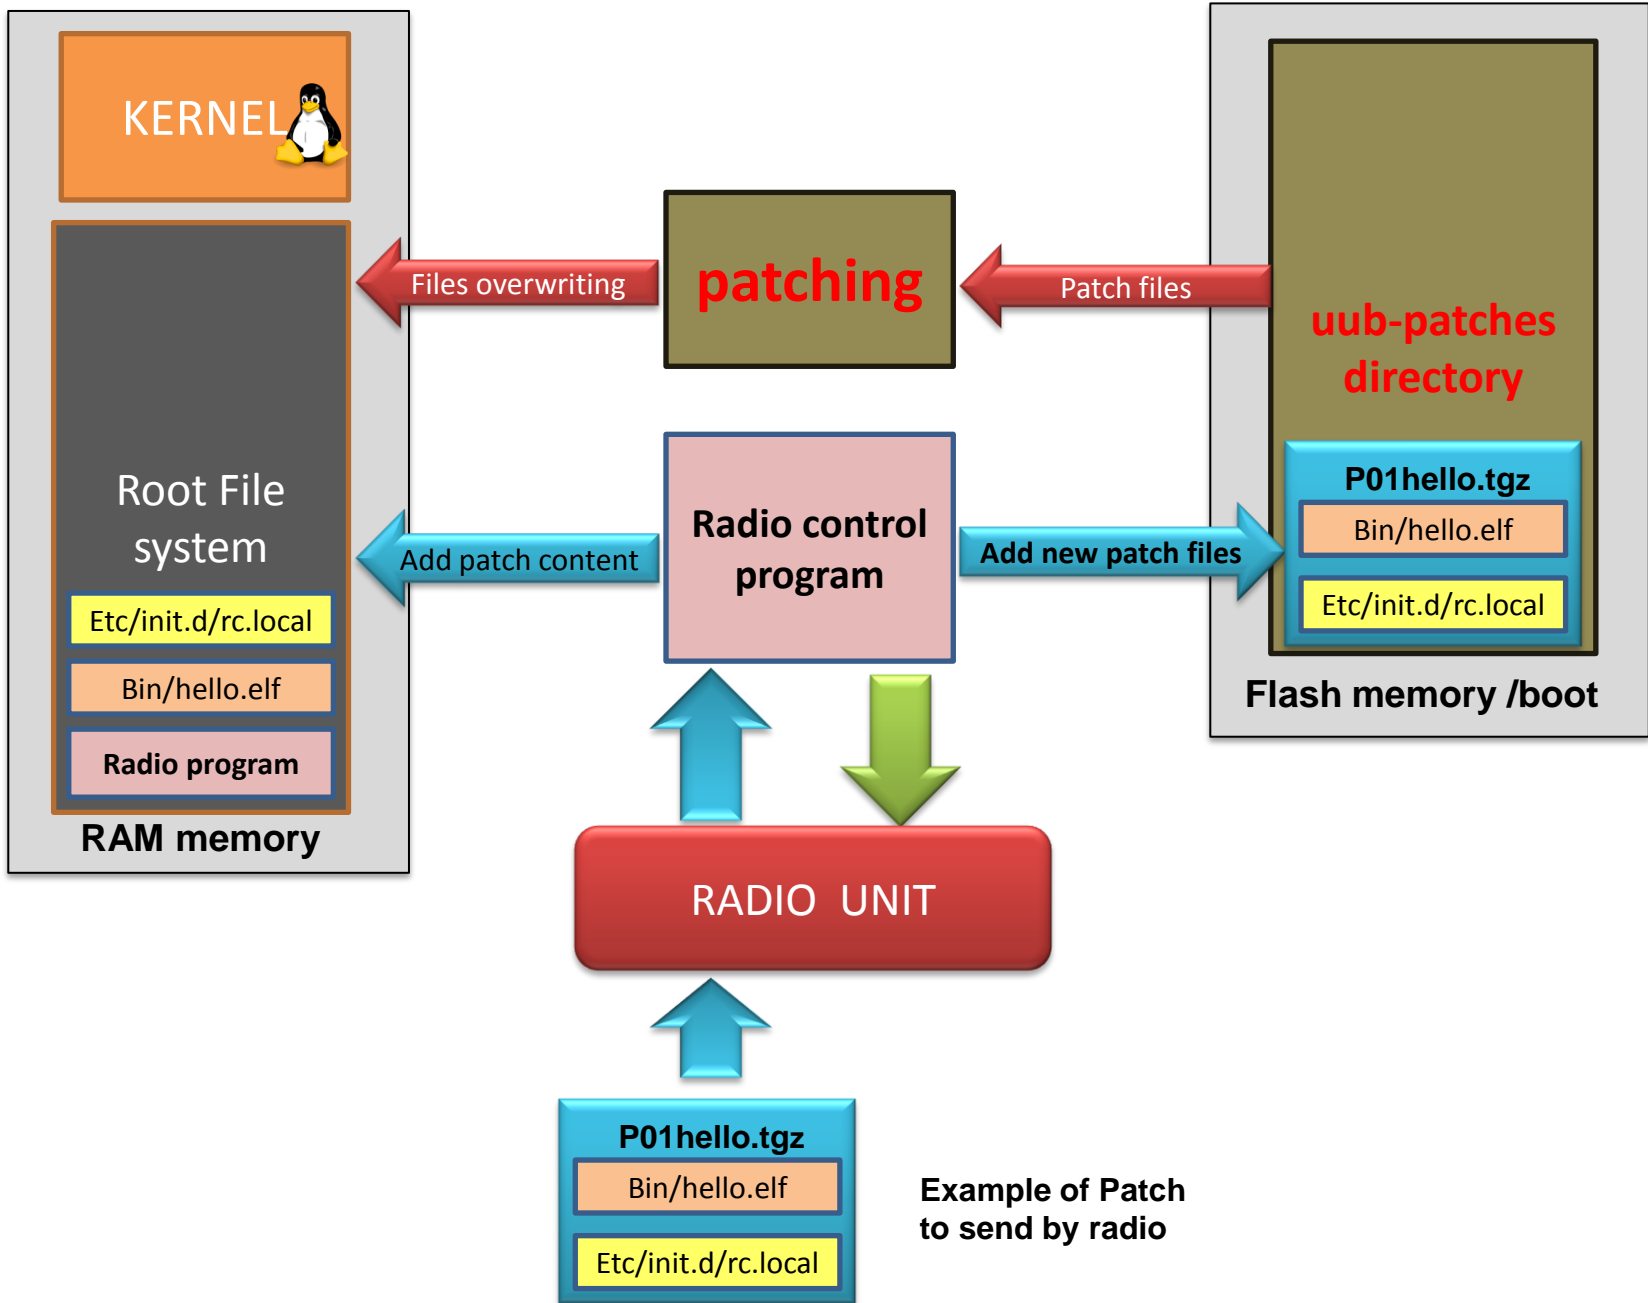 KERNEL
Root File
system
Etc/init.d/rc.local
Bin/hello.elf
Radio program
RAM memory
Files overwriting
patching
Patch files
Add patch content
Radio control
program
Add new patch files
uub-patches
directory
P01hello.tgz
Bin/hello.elf
Etc/init.d/rc.local
Flash memory /boot
RADIO UNIT
P01hello.tgz
Bin/hello.elf
Etc/init.d/rc.local
Example of Patch
to send by radio